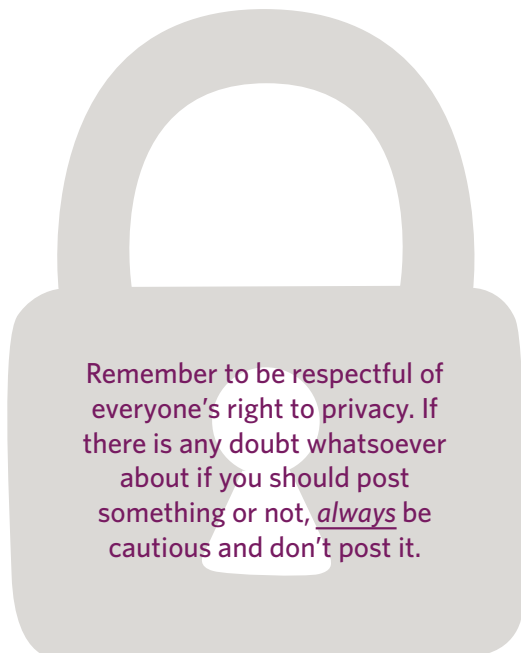 Remember to be respectful of
everyone’s right to privacy. If
there is any doubt whatsoever
about if you should post
something or not, always be
cautious and don’t post it.